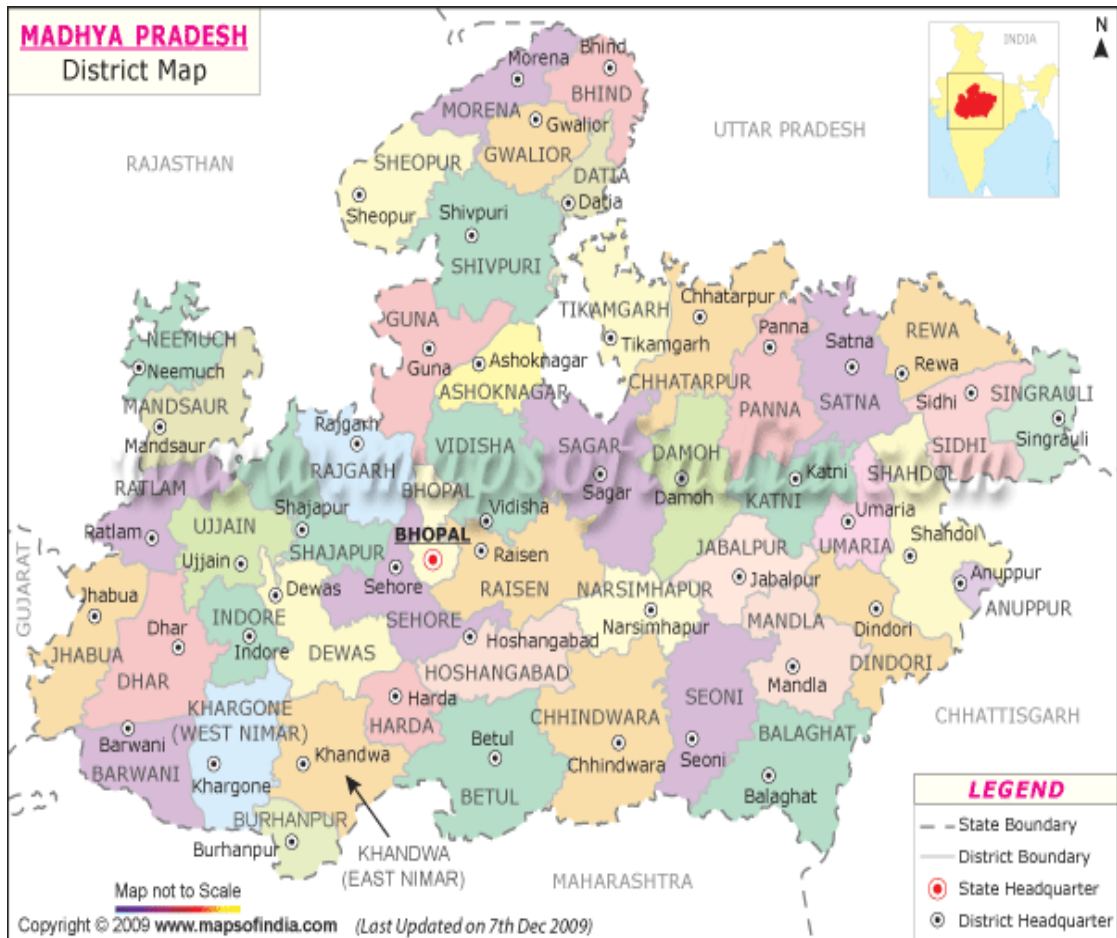 MADHYA PRADESH
District Map
N
INDIA
RAJASTHAN
UTTAR PRADESH
GUJARAT
CHHATTISGARH
MAHARASHTRA
Morena
MORENA
Bhind
BHIND
Gwalior
GWALIOR
SHEOPUR
Sheopur
DATIA
Datia
Shivpuri
SHIVPURI
TIKAMGARH
Tikamgarh
Chhatarpur
CHHATARPUR
Panna
PANNA
Satna
SATNA
REWA
Rewa
Sidhi
SIDHI
SINGRAULI
Singrauli
NEEMUCH
Neemuch
MANDSAUR
Mandsaur
GUNA
Guna
Ashoknagar
ASHOKNAGAR
Rajgarh
RAJGARH
VIDISHA
Vidisha
SAGAR
Sagar
DAMOH
Damoh
Katni
KATNI
SHAHDOL
Shahdol
www.mapsofindia.com
RATLAM
Ratlam
UJJAIN
Ujjain
Shajapur
SHAJAPUR
BHOPAL
BHOPAL
Raisen
RAISEN
Sehore
SEHORE
JABALPUR
Jabalpur
Umaria
UMARIA
Anuppur
ANUPPUR
Jhabua
JHABUA
Dhar
DHAR
INDORE
Indore
Dewas
DEWAS
Hoshangabad
HOSHANGABAD
NARSIMHAPUR
Narsimhapur
MANDLA
Mandla
Dindori
DINDORI
Barwani
BARWANI
KHARGONE
(WEST NIMAR)
Khargone
Khandwa
KHANDWA
(EAST NIMAR)
Harda
HARDA
Betul
BETUL
CHHINDWARA
Chhindwara
SEONI
Seoni
BALAGHAT
Balaghat
BURHANPUR
Burhanpur
LEGEND
State Boundary
District Boundary
State Headquarter
District Headquarter
Map not to Scale
Copyright © 2009 www.mapsofindia.com (Last Updated on 7th Dec 2009)